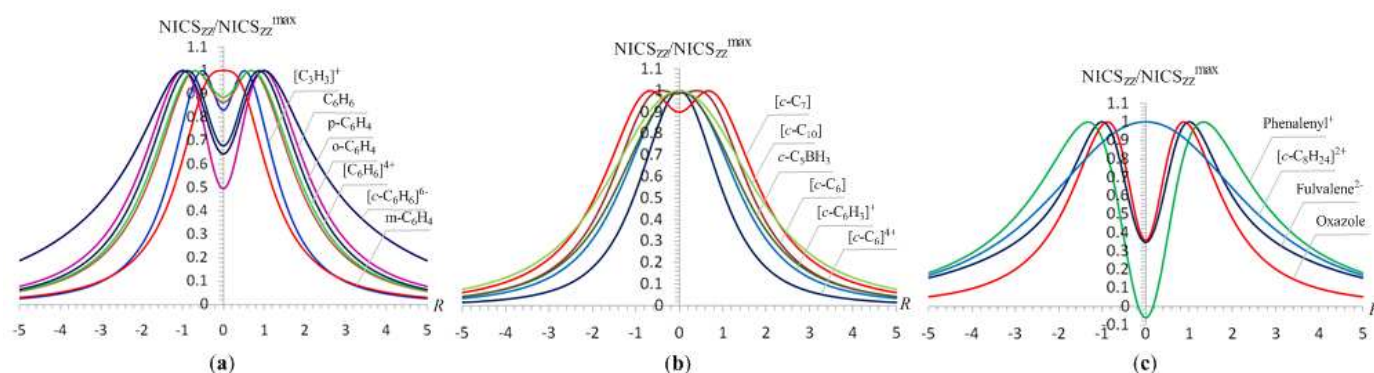 NICSZZ/NICSZZmax
1.1
1
0.9
0.8
0.7
0.6
0.5
0.4
0.3
0.2
0.1
0
-5 -4 -3 -2 -1 0 1 2 3 4 5
R
[C3H3]+
C6H6
p-C6H4
o-C6H4
[C6H6]4+
[c-C6H6]6-
m-C6H4
(a)
NICSZZ/NICSZZmax
1.1
1
0.9
0.8
0.7
0.6
0.5
0.4
0.3
0.2
0.1
0
-5 -4 -3 -2 -1 0 1 2 3 4 5
R
[c-C7]
[c-C10]
c-C5BH3
[c-C6]
[c-C6H3]+
[c-C6]4+
(b)
NICSZZ/NICSZZmax
1.1
1
0.9
0.8
0.7
0.6
0.5
0.4
0.3
0.2
0.1
0
-0.1
-5 -4 -3 -2 -1 0 1 2 3 4 5
Phenalenyl+
[c-C8H24]2+
Fulvalene2-
Oxazole
(c)